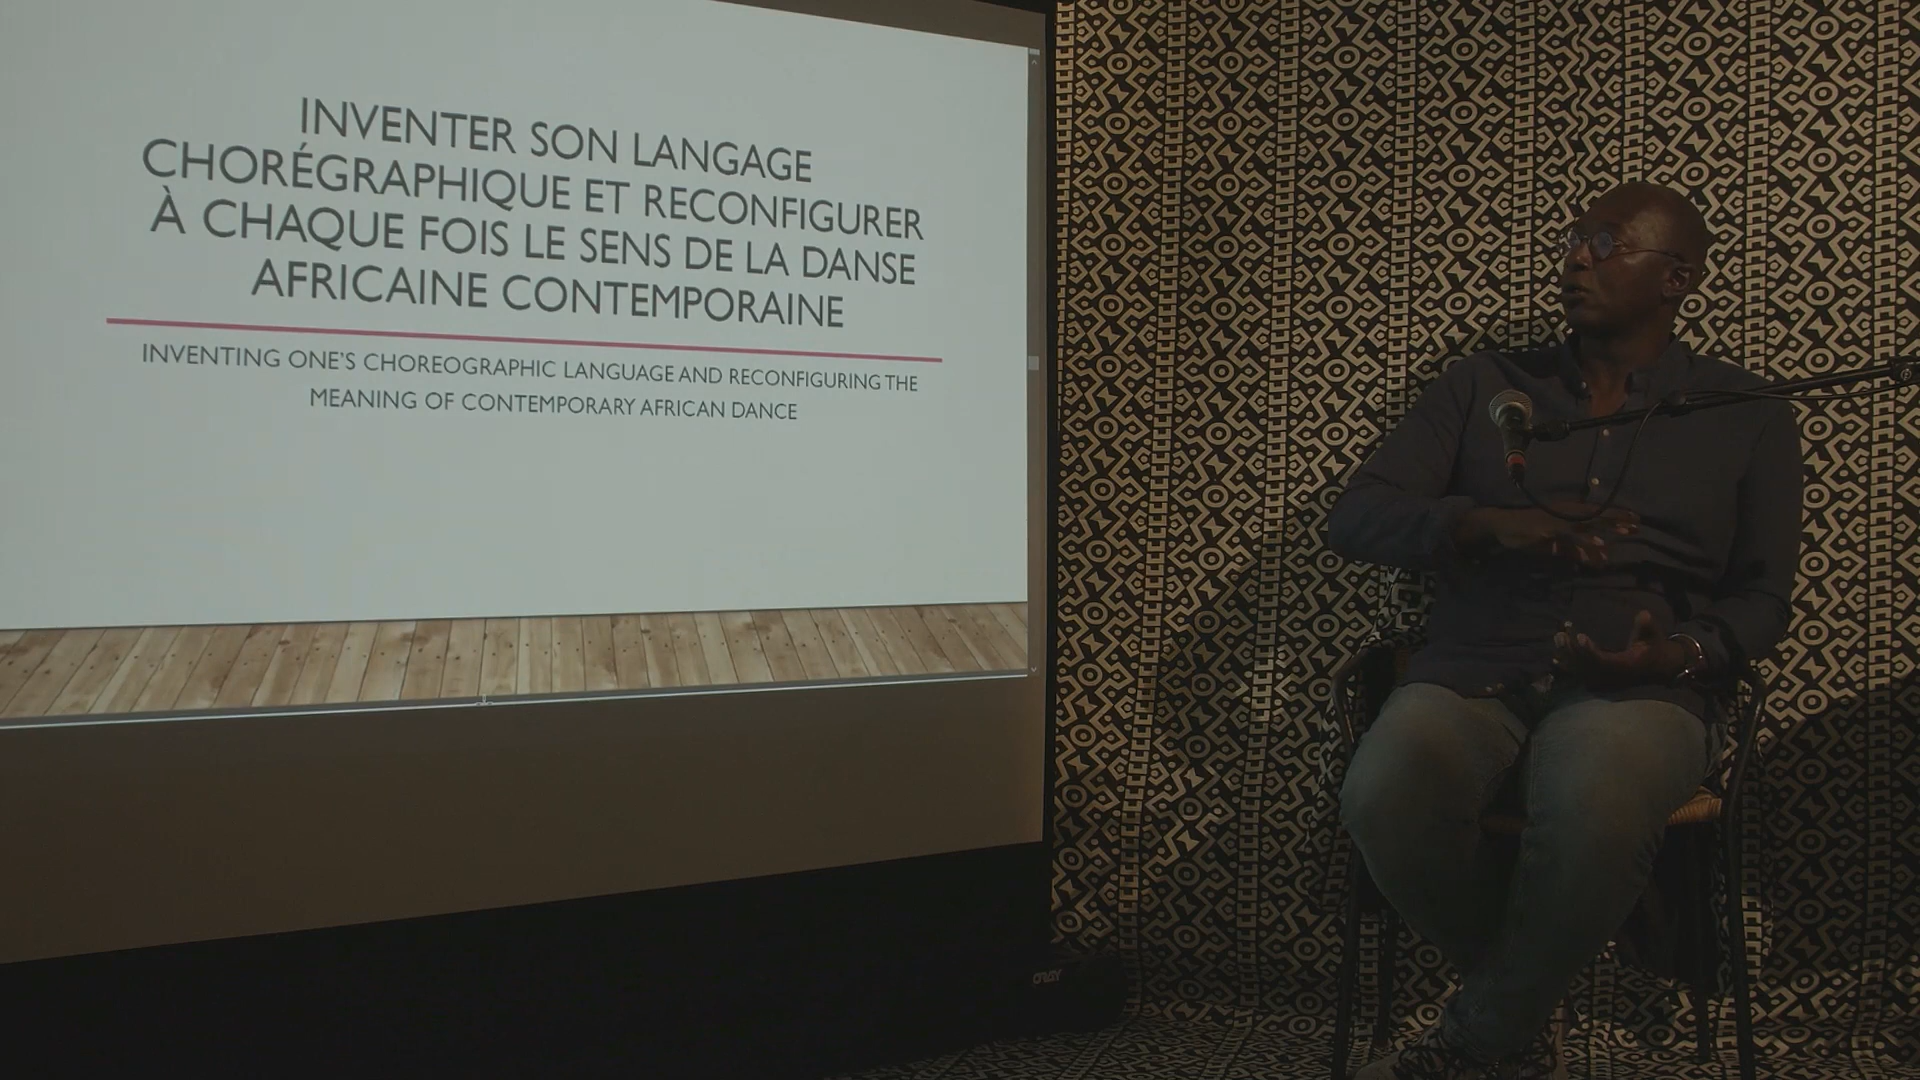 INVENTER SON LANGAGE
CHORÉGRAPHIQUE ET RECONFIGURER
À CHAQUE FOIS LE SENS DE LA DANSE
AFRICAINE CONTEMPORAINE
INVENTING ONE'S CHOREOGRAPHIC LANGUAGE AND RECONFIGURING THE
MEANING OF CONTEMPORARY AFRICAN DANCE
ORAY